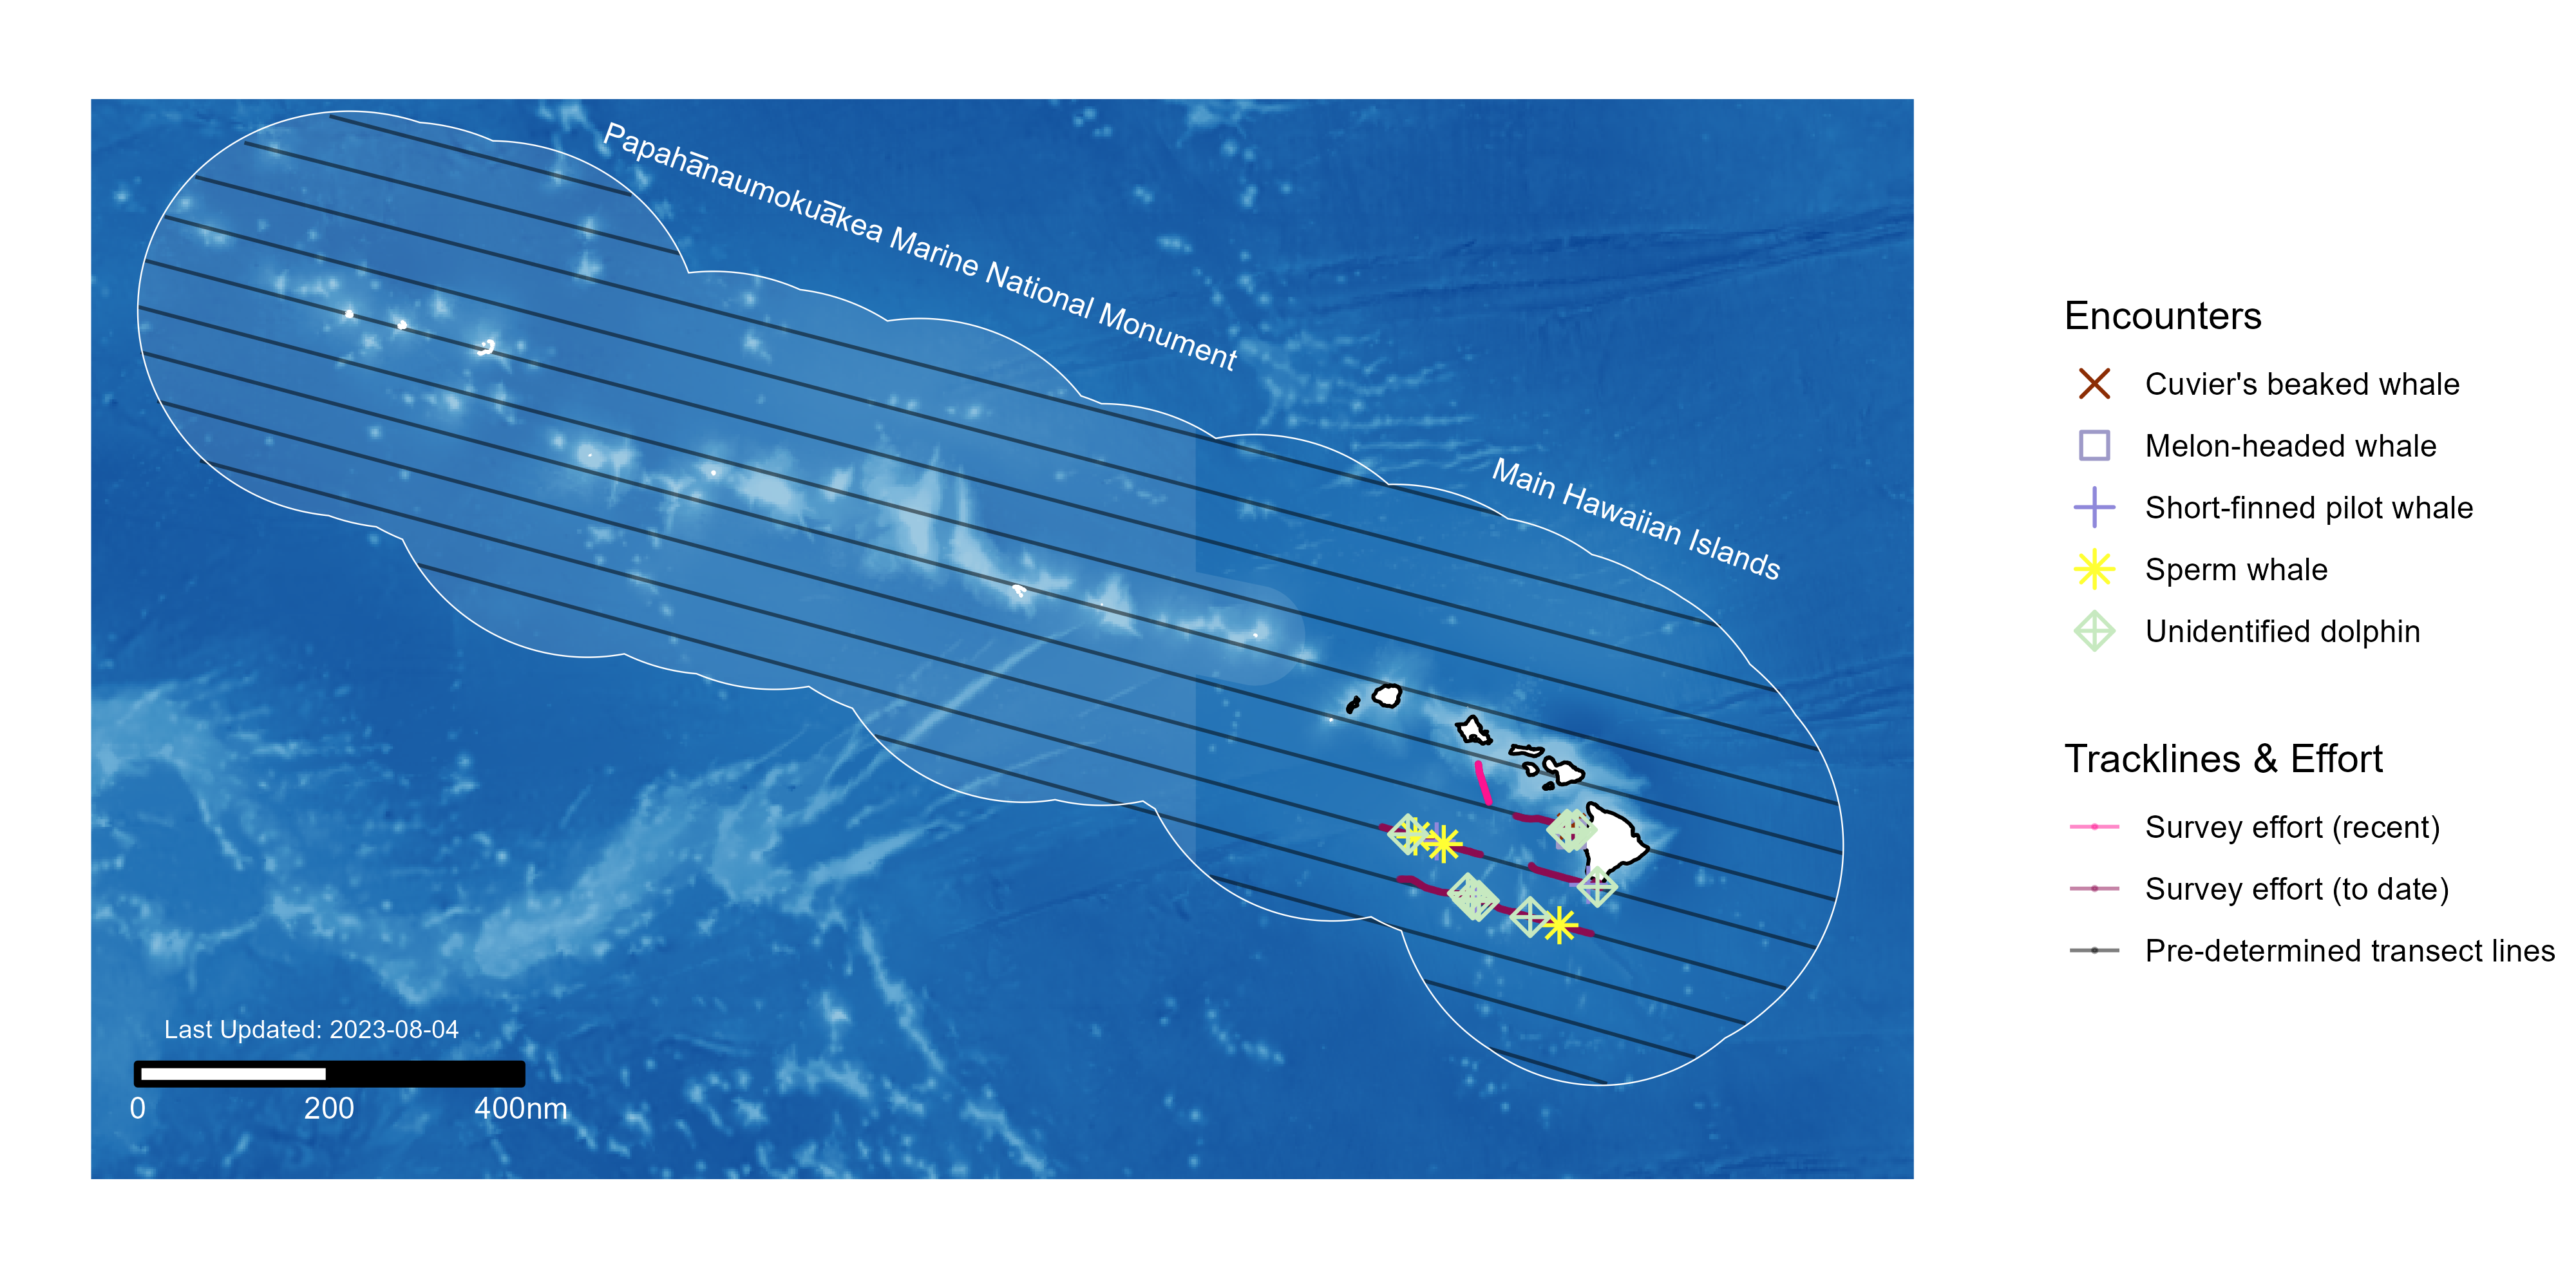 Papahānaumokuākea Marine National Monument
Main Hawaiian Islands
Last Updated: 2023-08-04
0 200 400nm
Encounters
Cuvier's beaked whale
Melon-headed whale
Short-finned pilot whale
Sperm whale
Unidentified dolphin
Tracklines & Effort
Survey effort (recent)
Survey effort (to date)
Pre-determined transect lines